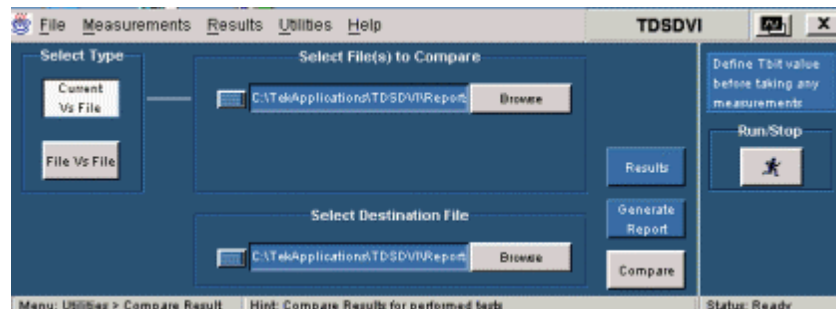 File Measurements Results Utilities Help TDSDVI X
Select Type
Current
Vs File
File Vs File
Select File(s) to Compare
C:\TekApplications\TDSDVI\Report Browse
Select Destination File
C:\TekApplications\TDSDVI\Report Browse
Results
Generate
Report
Compare
Define Tbit value
before taking any
measurements
Run/Stop
Menu: Utilities > Compare Result Hint: Compare Results for performed tests Status: Ready